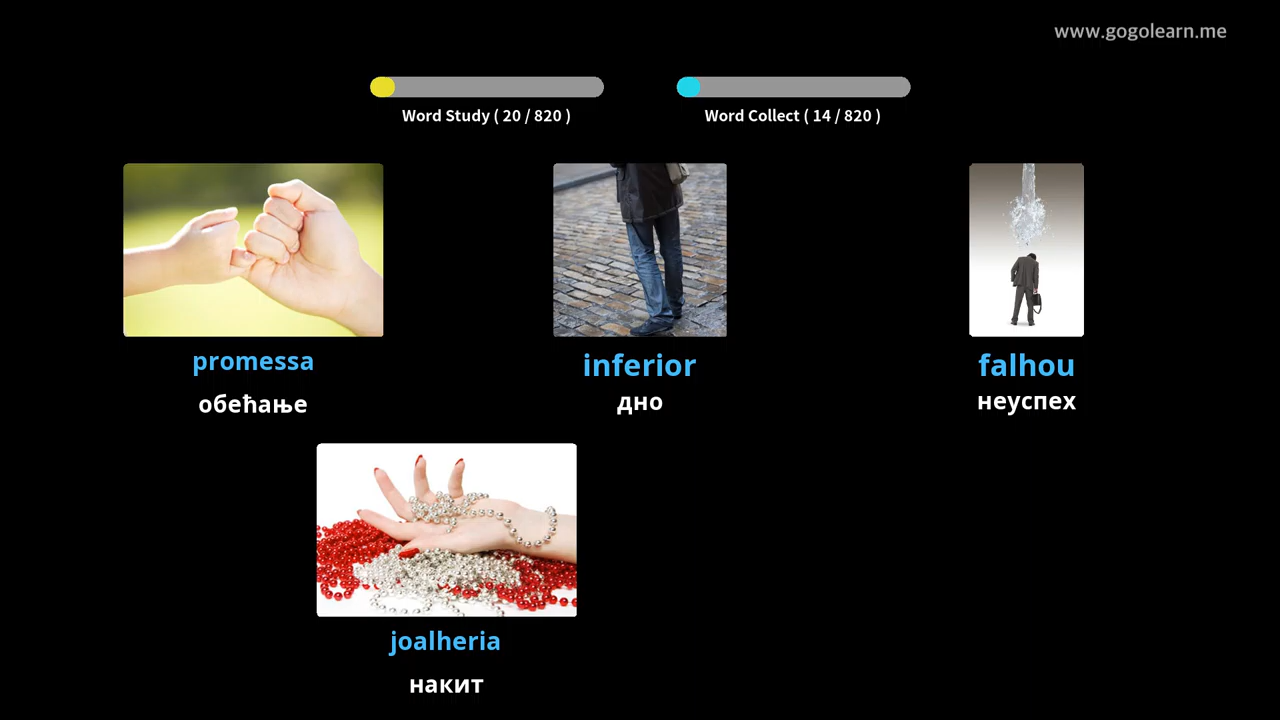 www.gogolearn.me
Word Study ( 20 / 820 )
Word Collect ( 14 / 820 )
promessa
обећање
inferior
дно
falhou
неуспех
joalheria
накит